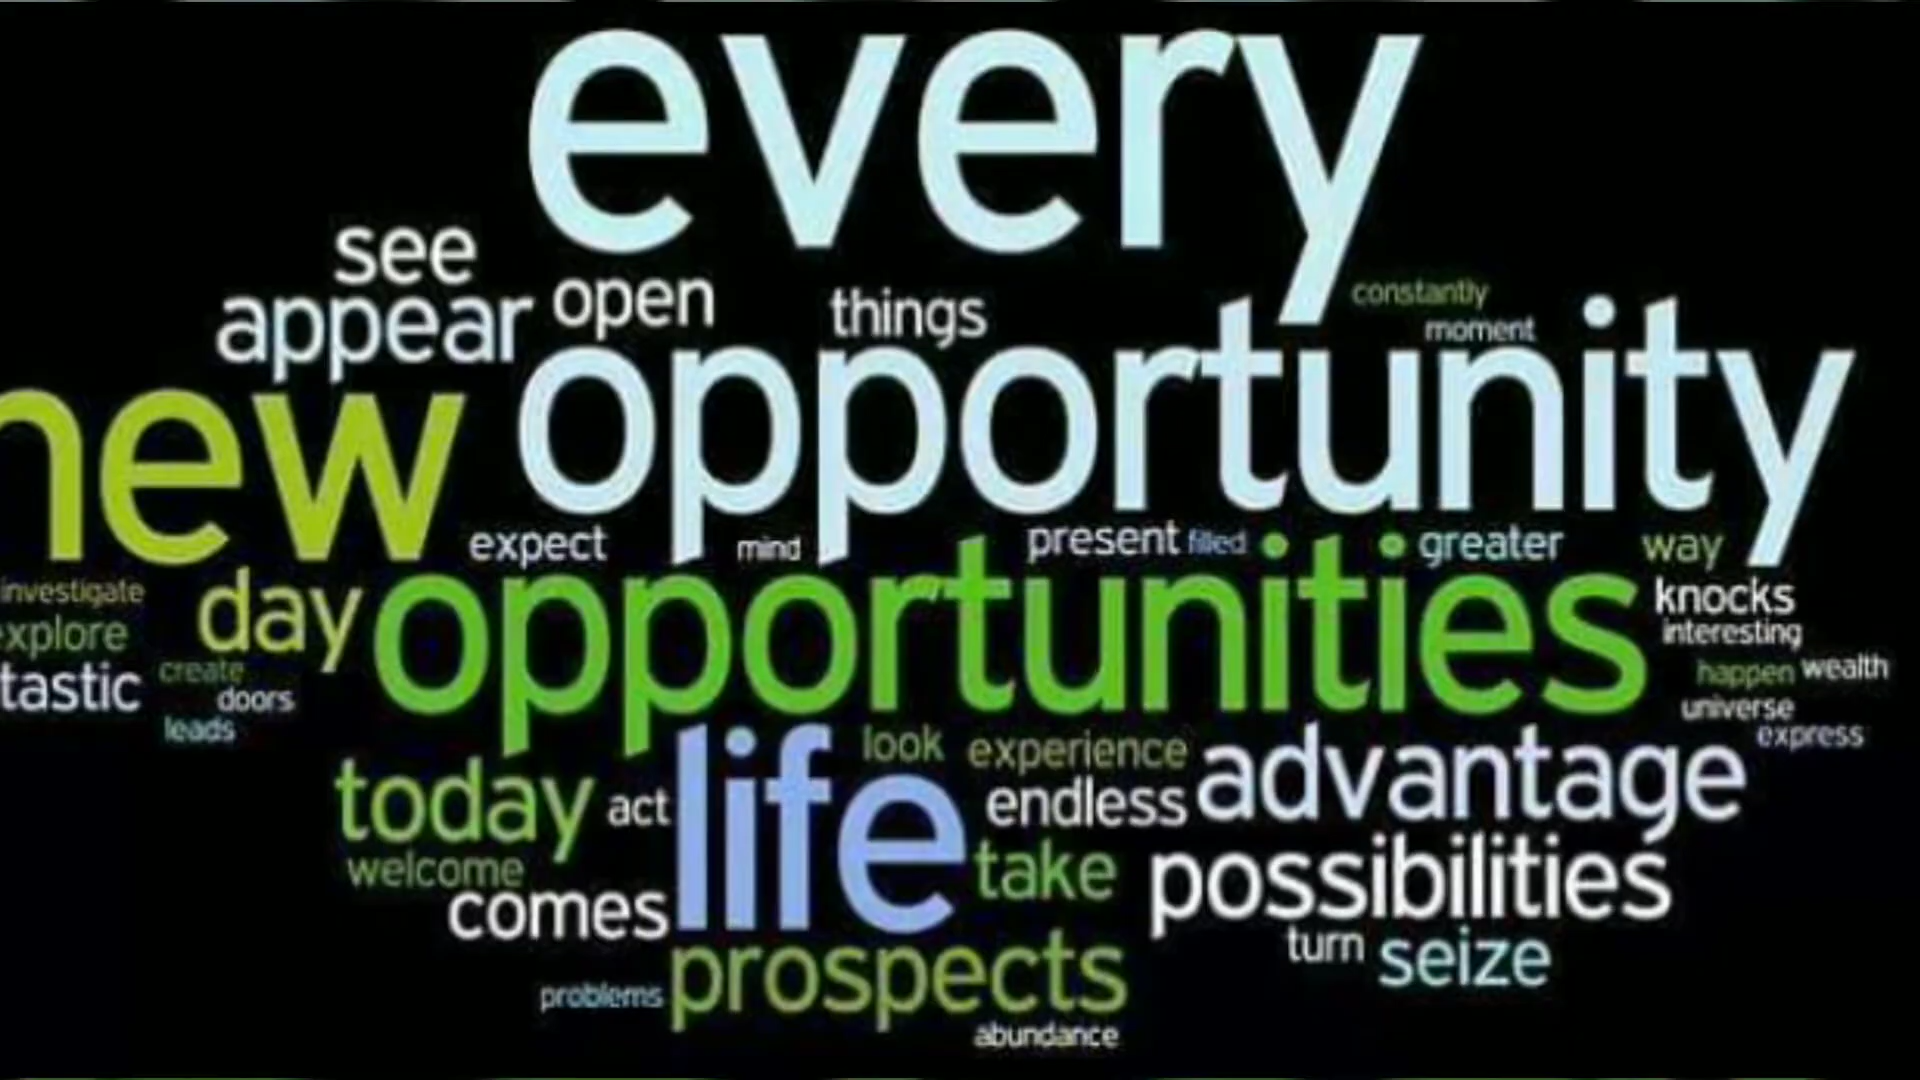 every
see
appear open things constantly
moment
new opportunity
expect mind present filled greater way
investigate day opportunities knocks
explore interesting
tastic create happen wealth
doors universe
leads express
today act life look experience advantage
endless
welcome take possibilities
comes
turn seize
problems prospects
abundance